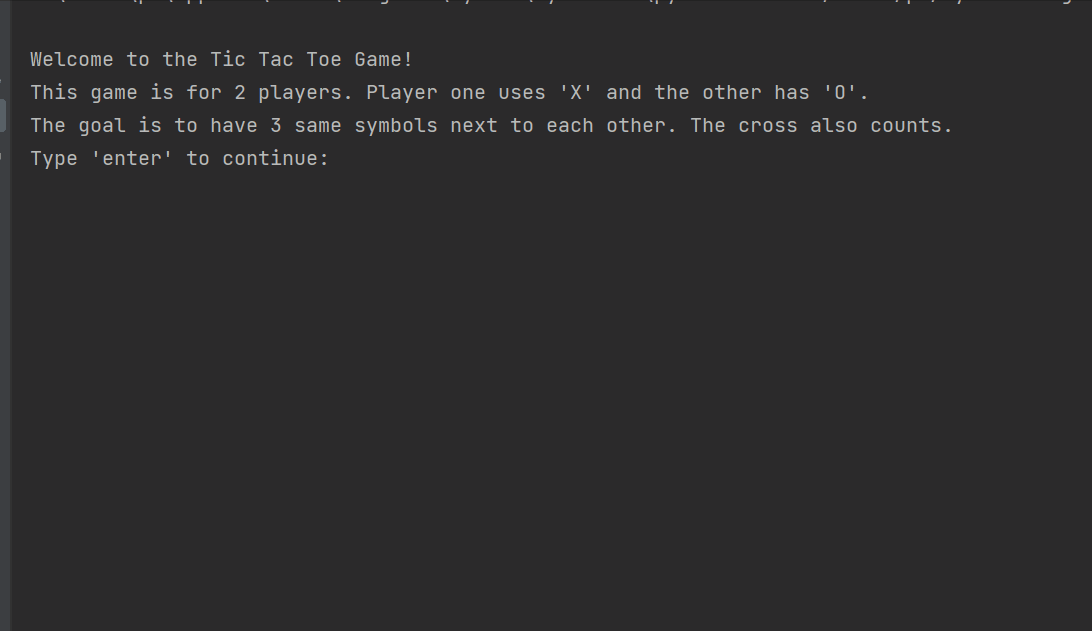 Welcome to the Tic Tac Toe Game!
This game is for 2 players. Player one uses 'X' and the other has 'O'.
The goal is to have 3 same symbols next to each other. The cross also counts.
Type 'enter' to continue: